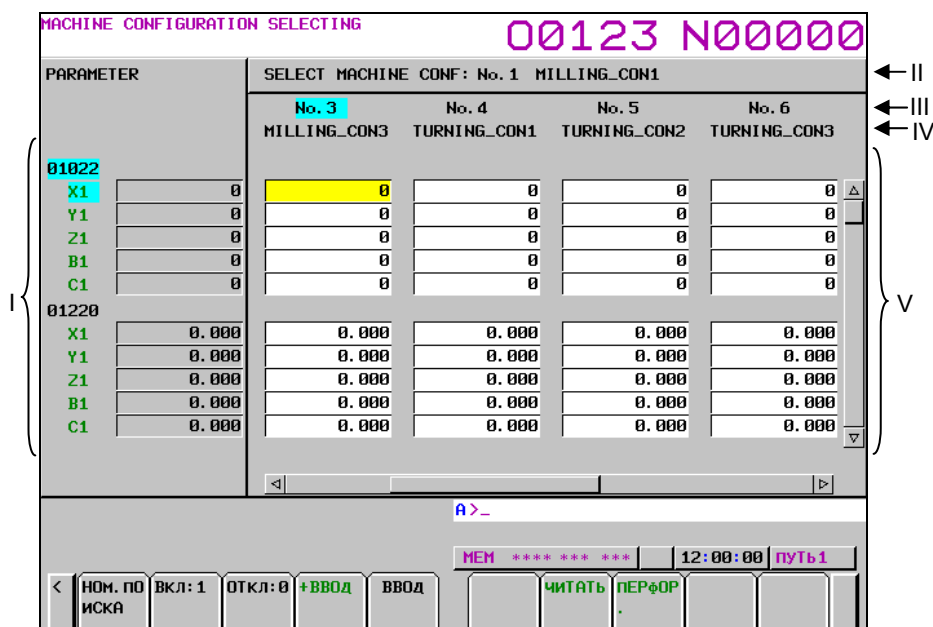 MACHINE CONFIGURATION SELECTING
O0123 N00000
PARAMETER
SELECT MACHINE CONF: No.1 MILLING_CON1
II
No.3 No.4 No.5 No.6
III
MILLING_CON3 TURNING_CON1 TURNING_CON2 TURNING_CON3
IV
01022
X1 0 0 0 0 0
Y1 0 0 0 0 0
Z1 0 0 0 0 0
B1 0 0 0 0 0
C1 0 0 0 0 0
I
V
01220
X1 0.000 0.000 0.000 0.000 0.000
Y1 0.000 0.000 0.000 0.000 0.000
Z1 0.000 0.000 0.000 0.000 0.000
B1 0.000 0.000 0.000 0.000 0.000
C1 0.000 0.000 0.000 0.000 0.000
A>_
MEM **** *** *** 12:00:00 ПУТЬ1
< НОМ.ПО ВКЛ:1 ОТКЛ:0 +ВВОД ВВОД ЧИТАТЬ ПЕРФОР
ИСКА .